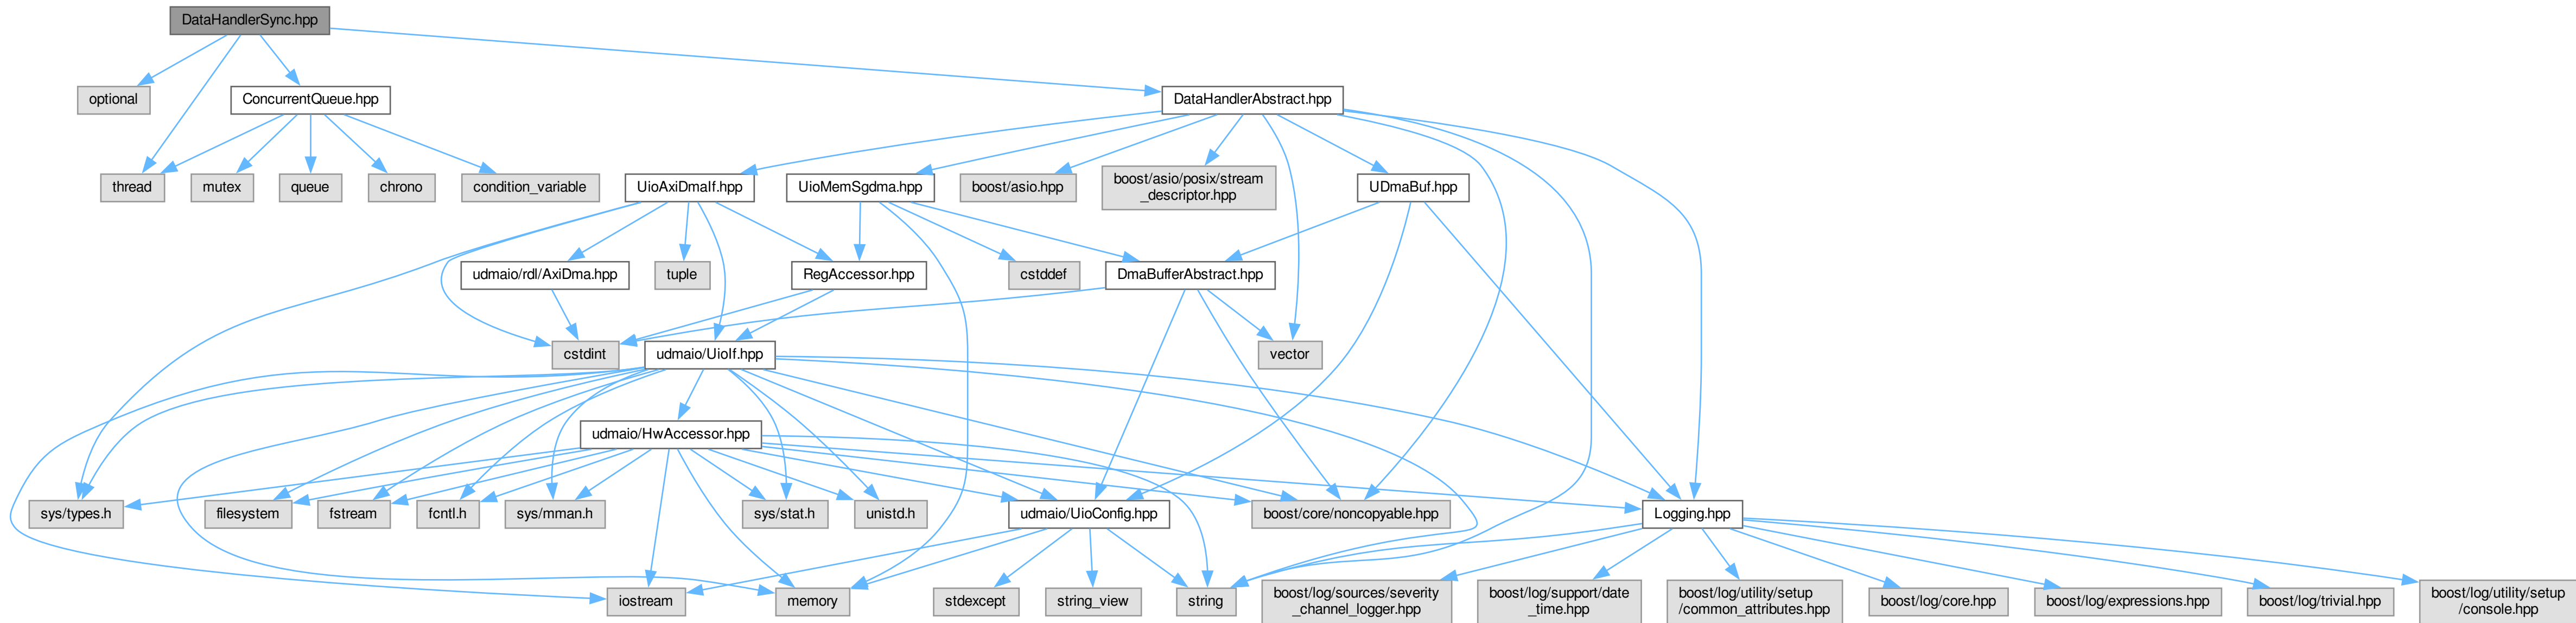 DataHandlerSync.hpp
optional
ConcurrentQueue.hpp
DataHandlerAbstract.hpp
thread
mutex
queue
chrono
condition_variable
UioAxiDmaIf.hpp
UioMemSgdma.hpp
boost/asio.hpp
boost/asio/posix/stream
_descriptor.hpp
UDmaBuf.hpp
udmaio/rdl/AxiDma.hpp
tuple
RegAccessor.hpp
cstddef
DmaBufferAbstract.hpp
cstdint
udmaio/UioIf.hpp
vector
udmaio/HwAccessor.hpp
sys/types.h
filesystem
fstream
fcntl.h
sys/mman.h
sys/stat.h
unistd.h
udmaio/UioConfig.hpp
boost/core/noncopyable.hpp
Logging.hpp
iostream
memory
stdexcept
string_view
string
boost/log/sources/severity
_channel_logger.hpp
boost/log/support/date
_time.hpp
boost/log/utility/setup
/common_attributes.hpp
boost/log/core.hpp
boost/log/expressions.hpp
boost/log/trivial.hpp
boost/log/utility/setup
/console.hpp